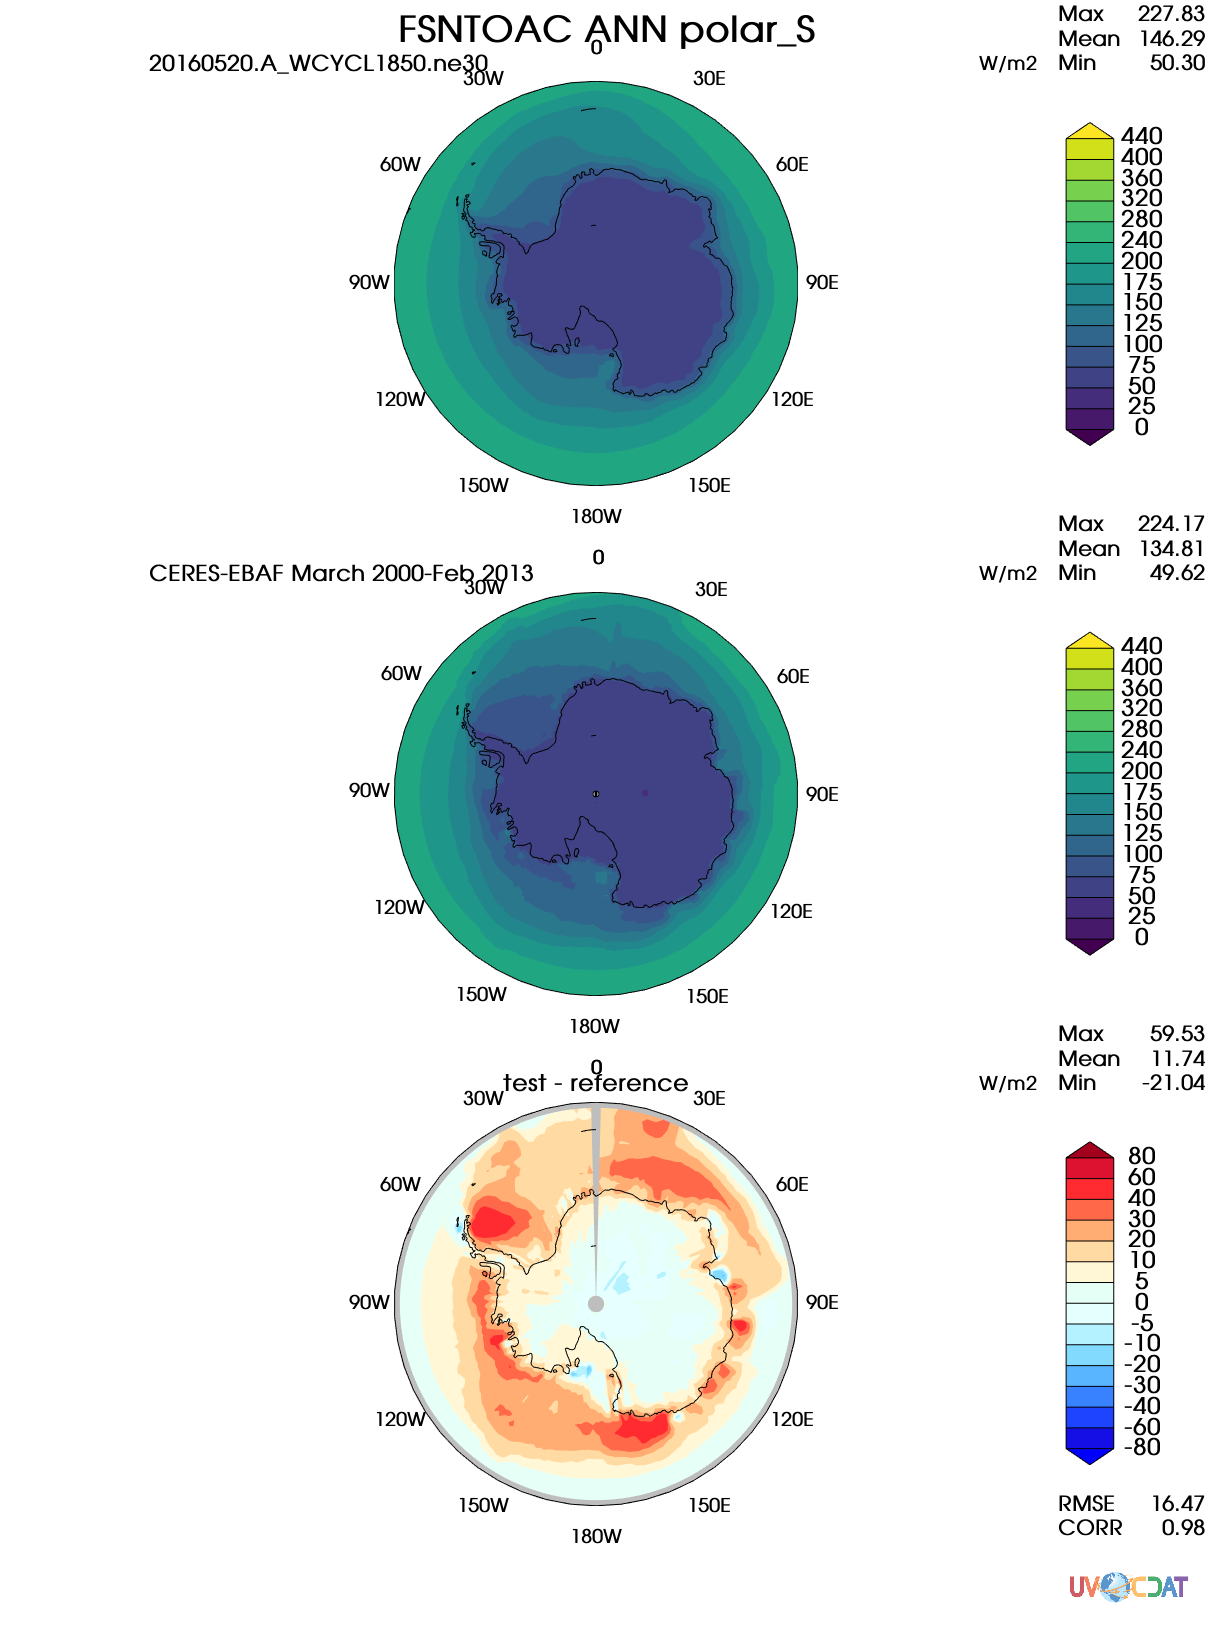 FSNTOAC ANN polar_S
20160520.A_WCYCL1850.ne30
W/m2
Max 227.83
Mean 146.29
Min 50.30
0
30W 30E
60W 60E
90W 90E
120W 120E
150W 150E
180W
440
400
360
320
280
240
200
175
150
125
100
75
50
25
0
CERES-EBAF March 2000-Feb 2013
W/m2
Max 224.17
Mean 134.81
Min 49.62
0
30W 30E
60W 60E
90W 90E
120W 120E
150W 150E
180W
440
400
360
320
280
240
200
175
150
125
100
75
50
25
0
test - reference
W/m2
Max 59.53
Mean 11.74
Min -21.04
0
30W 30E
60W 60E
90W 90E
120W 120E
150W 150E
180W
80
60
40
30
20
10
5
0
-5
-10
-20
-30
-40
-60
-80
RMSE 16.47
CORR 0.98
UV CDAT